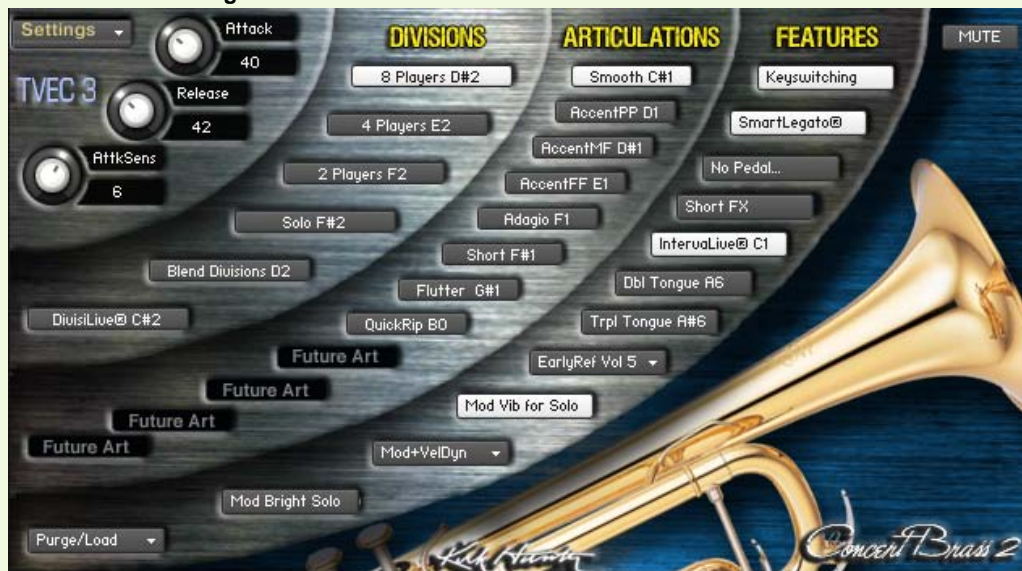 Settings
Attack
40
TVEC 3
Release
42
AttkSens
6
DIVISIONS
8 Players D#2
4 Players E2
2 Players F2
Solo F#2
Blend Divisions D2
DivisiLive® C#2
ARTICULATIONS
Smooth C#1
AccentPP D1
AccentMF D#1
AccentFF E1
Adagio F1
Short F#1
Flutter G#1
QuickRip B0
Future Art
Future Art
Future Art
Future Art
FEATURES
Keyswitching
SmartLegato®
No Pedal...
Short FX
IntervaLive® C1
Dbl Tongue A6
Trpl Tongue A#6
EarlyRef Vol 5
Mod Vib for Solo
Mod+VelDyn
Mod Bright Solo
MUTE
Purge/Load
Kirk Hunter
Concert Brass 2